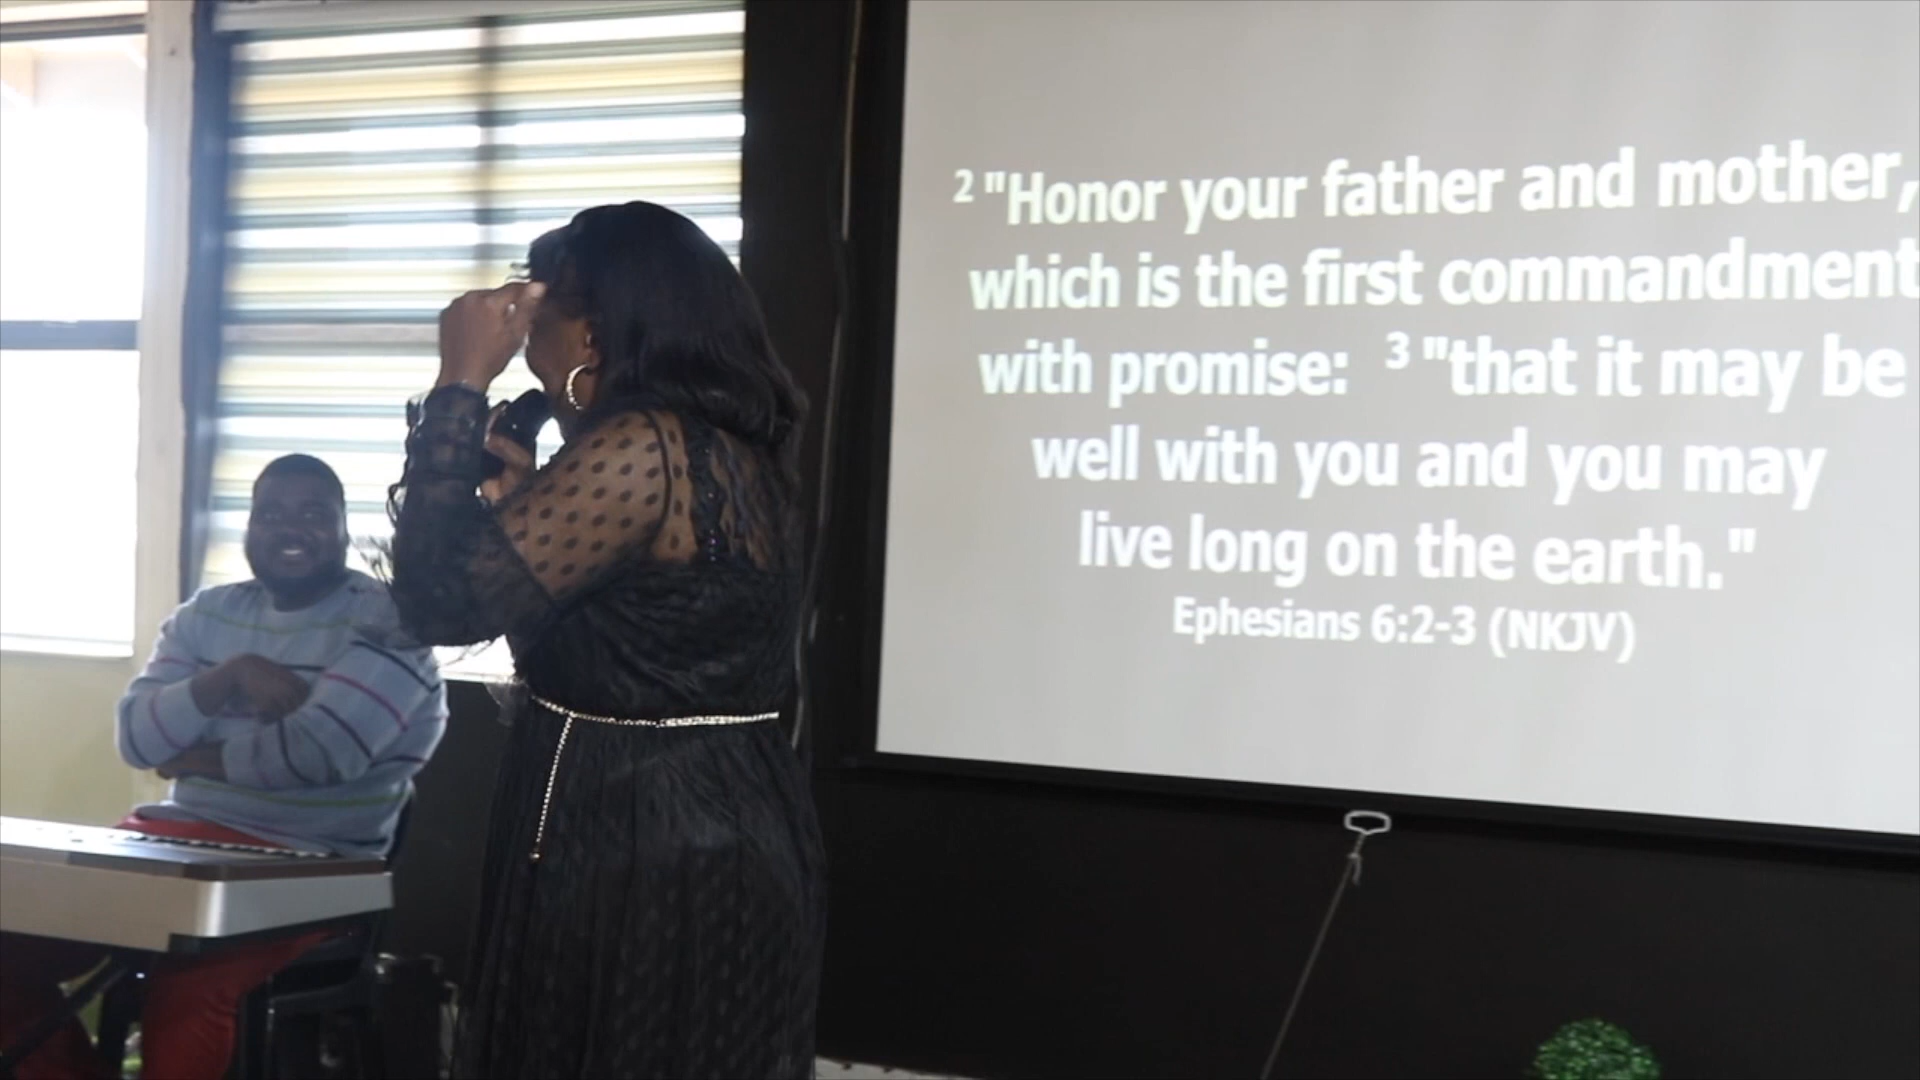 2 "Honor your father and mother,
which is the first commandment
with promise: 3 "that it may be
well with you and you may
live long on the earth."
Ephesians 6:2-3 (NKJV)